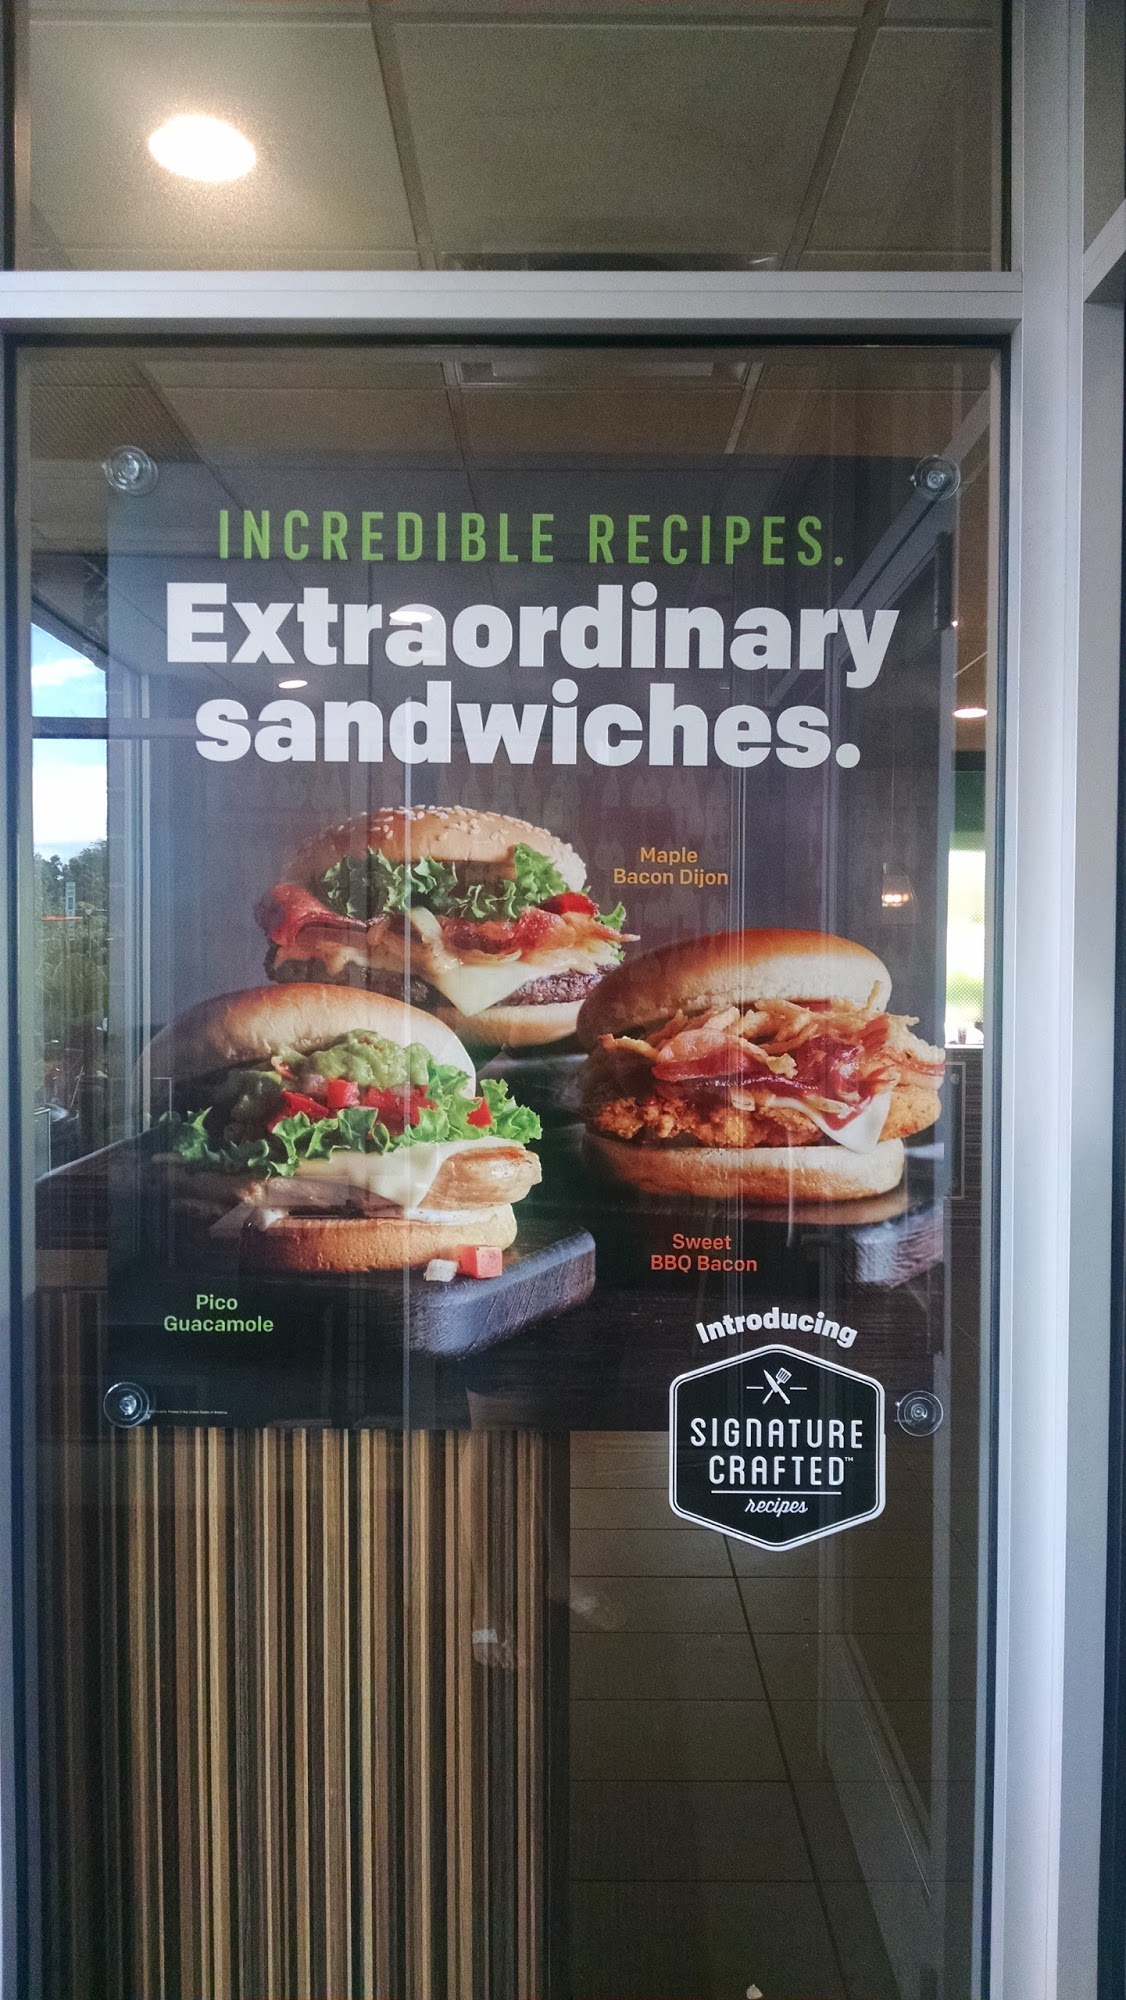 INCREDIBLE RECIPES.
Extraordinary
sandwiches.
Maple
Bacon Dijon
Sweet
BBQ Bacon
Pico
Guacamole
Introducing
SIGNATURE
CRAFTED™
recipes